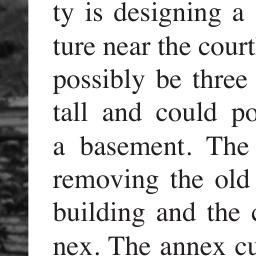 ty is designing a
ture near the court
possibly be three
tall and could po
a basement. The
removing the old
building and the
nex. The annex cu